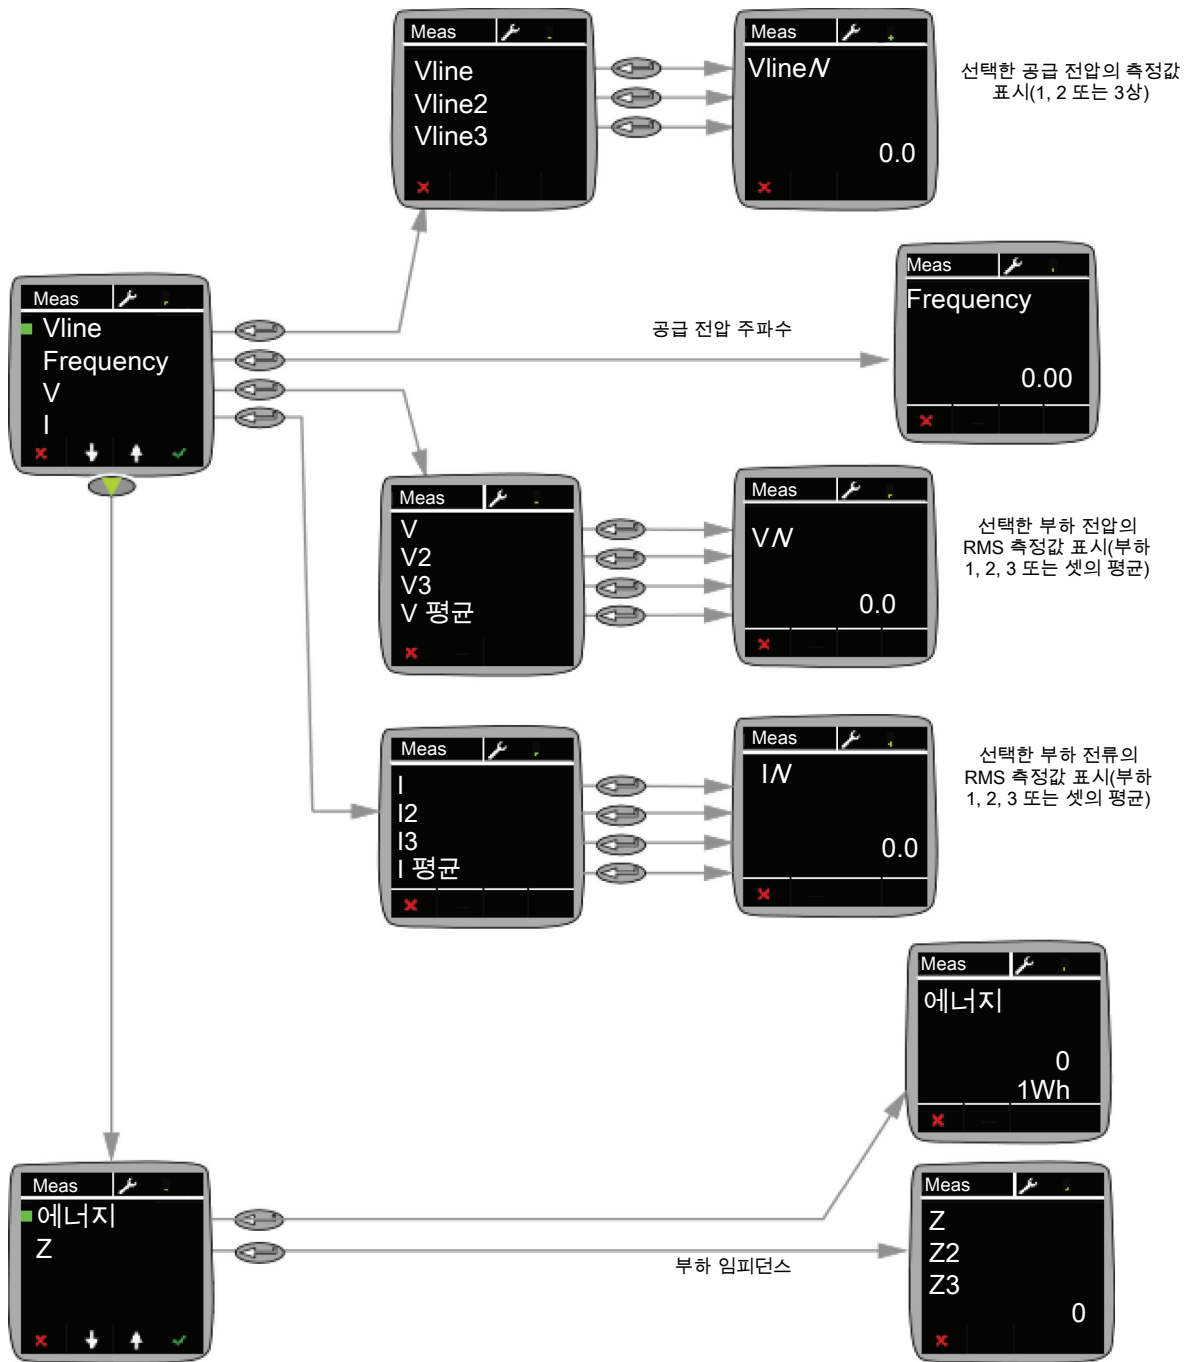 Meas
Vline
Vline2
Vline3
Meas
VlineN
0.0
선택한 공급 전압의 측정값
표시(1, 2 또는 3상)
Meas
Vline
Frequency
V
I
공급 전압 주파수
Meas
Frequency
0.00
Meas
V
V2
V3
V 평균
Meas
VN
0.0
선택한 부하 전압의
RMS 측정값 표시(부하
1, 2, 3 또는 셋의 평균)
Meas
I
I2
I3
I 평균
Meas
IN
0.0
선택한 부하 전류의
RMS 측정값 표시(부하
1, 2, 3 또는 셋의 평균)
Meas
에너지
0
1Wh
Meas
에너지
Z
부하 임피던스
Meas
Z
Z2
Z3
0